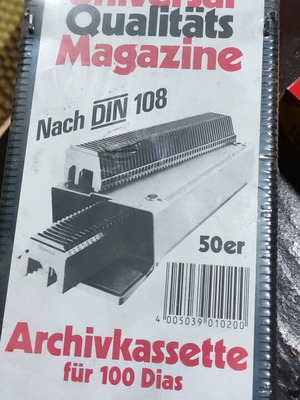 Universal
Qualitäts
Magazine
Nach DIN 108
50er
4 005039 010200
Archivkassette
für 100 Dias